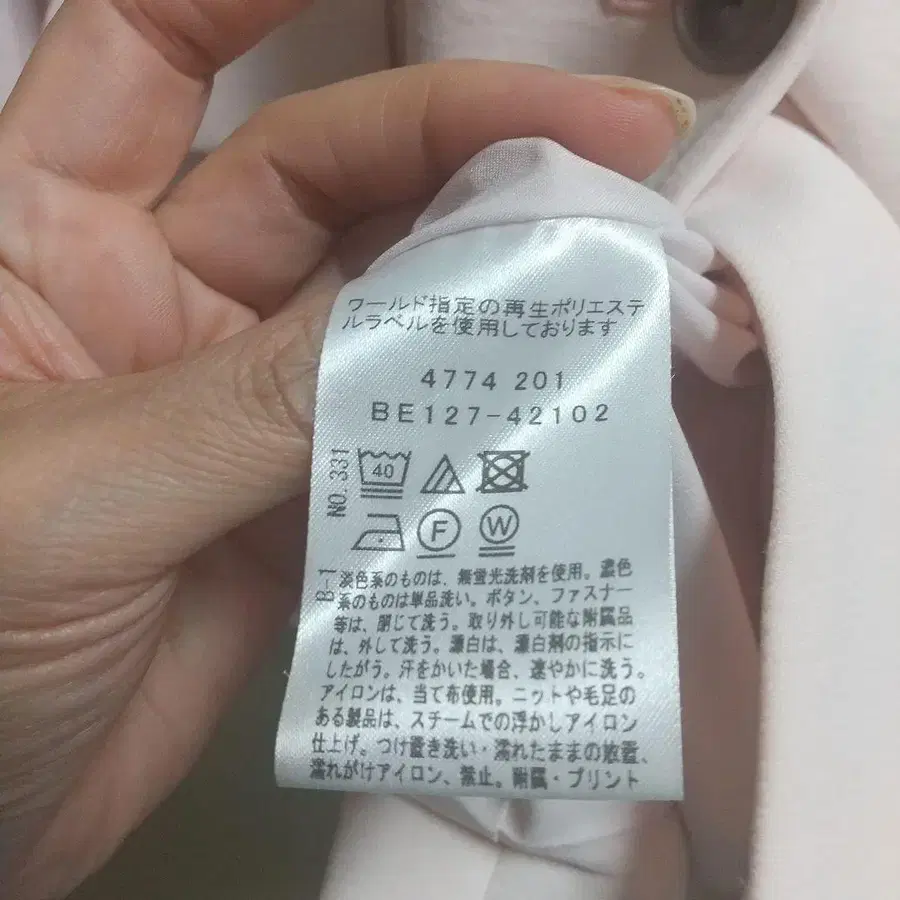 ワールド指定の再生ポリエステ
ルラベルを使用しております
4774 201
BE127-42102
NO.331
40
F
W
B-1
淡色系のものは、無蛍光洗剤を使用。濃色
系のものは単品洗い。ボタン、ファスナー
等は、閉じて洗う。取り外し可能な附属品
は、外して洗う。漂白は、漂白剤の指示に
したがう。汗をかいた場合、速やかに洗う。
アイロンは、当て布使用。ニットや毛足の
ある製品は、スチームでの浮かしアイロン
仕上げ。つけ置き洗い・濡れたままの放置、
濡れがけアイロン、禁止。附属・プリント